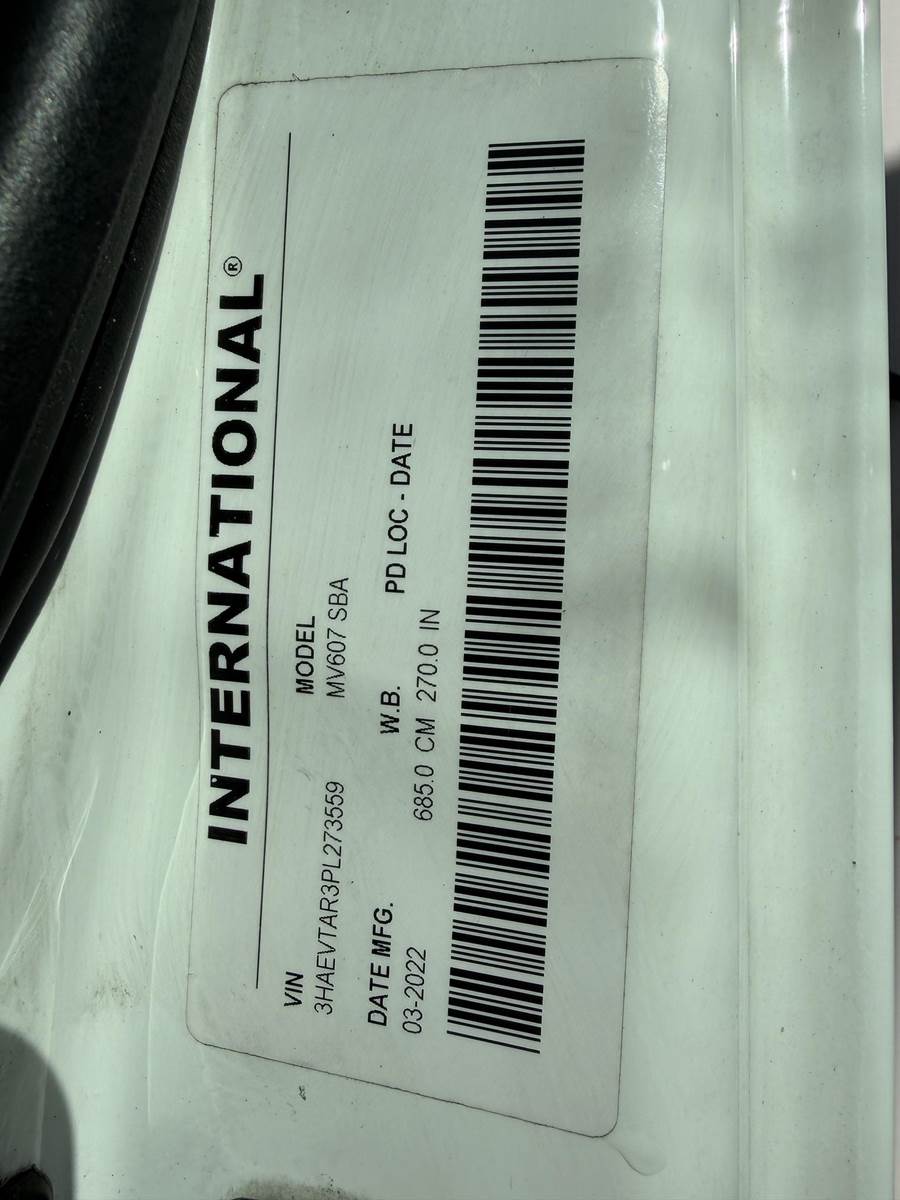 INTERNATIONAL®
VIN MODEL
3HAEVTAR3PL273559 MV607 SBA
DATE MFG. W.B. PD LOC - DATE
03-2022 685.0 CM 270.0 IN